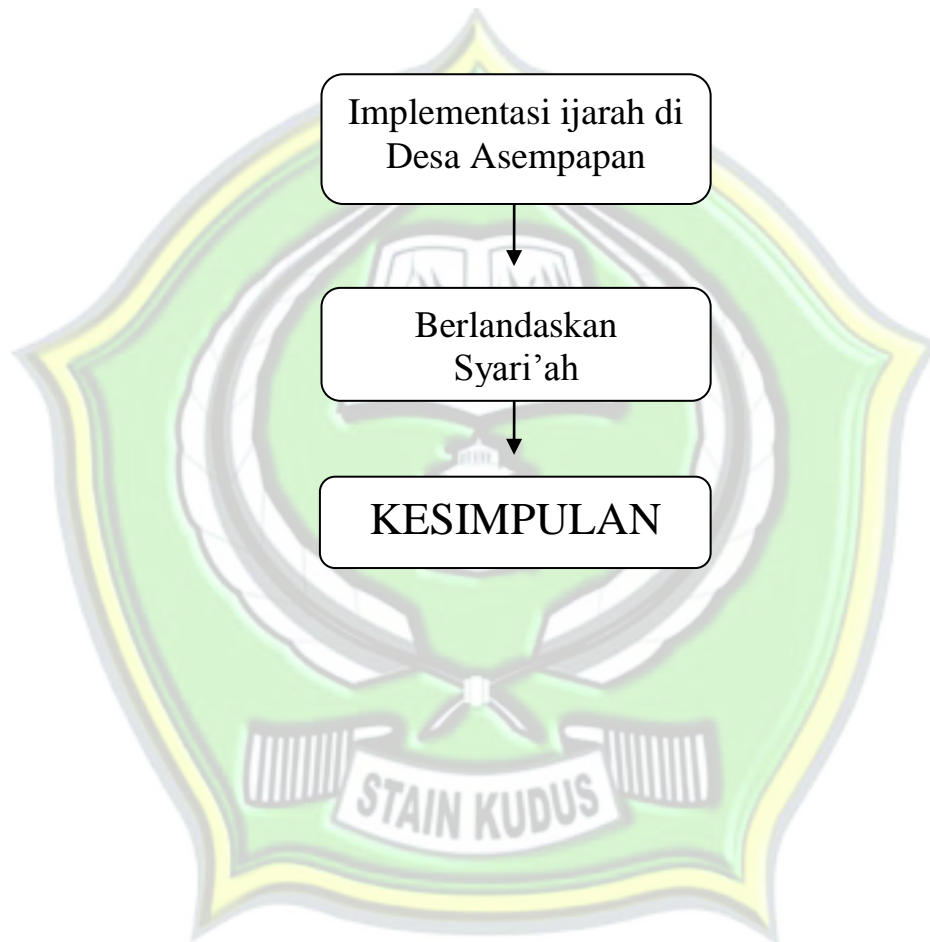 Implementasi ijarah di
Desa Asempapan
Berlandaskan
Syari’ah
KESIMPULAN
STAIN KUDUS